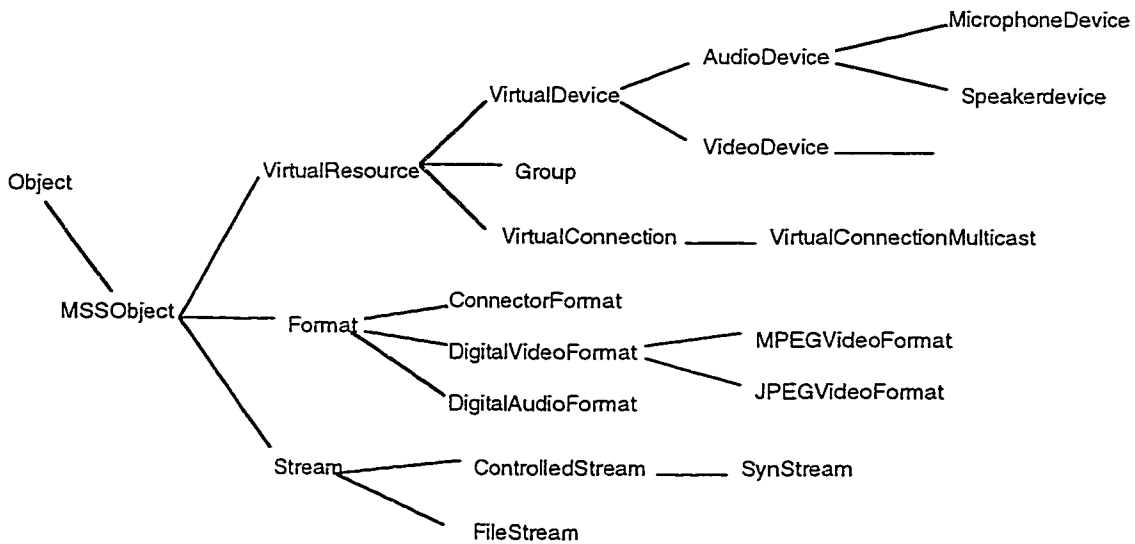 MicrophoneDevice
AudioDevice
VirtualDevice
Speakerdevice
VideoDevice
VirtualResource
Group
Object
VirtualConnection
VirtualConnectionMulticast
MSSObject
ConnectorFormat
Format
DigitalVideoFormat
MPEGVideoFormat
JPEGVideoFormat
DigitalAudioFormat
Stream
ControlledStream
SynStream
FileStream